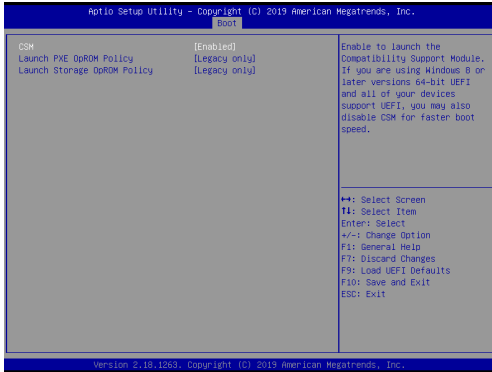 Aptio Setup Utility – Copyright (C) 2019 American Megatrends, Inc.
Boot
CSM [Enabled]
Launch PXE OpROM Policy [Legacy only]
Launch Storage OpROM Policy [Legacy only]
Enable to launch the
Compatibility Support Module.
If you are using Windows 8 or
later versions 64-bit UEFI
and all of your devices
support UEFI, you may also
disable CSM for faster boot
speed.
↔: Select Screen
↑↓: Select Item
Enter: Select
+/-: Change Option
F1: General Help
F7: Discard Changes
F9: Load UEFI Defaults
F10: Save and Exit
ESC: Exit
Version 2.18.1263. Copyright (C) 2019 American Megatrends, Inc.